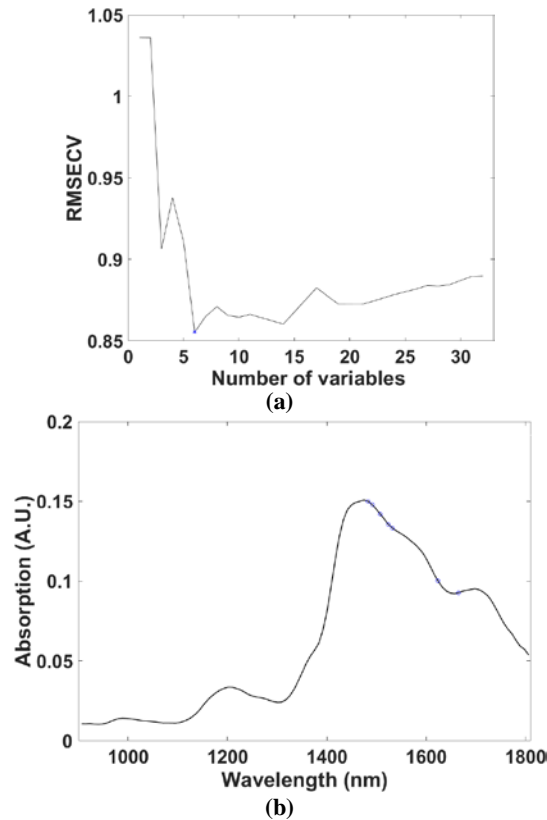 1.05
1
0.95
0.9
0.85
RMSECV
0 5 10 15 20 25 30
Number of variables
(a)
0.2
0.15
0.1
0.05
0
Absorption (A.U.)
1000 1200 1400 1600 1800
Wavelength (nm)
(b)